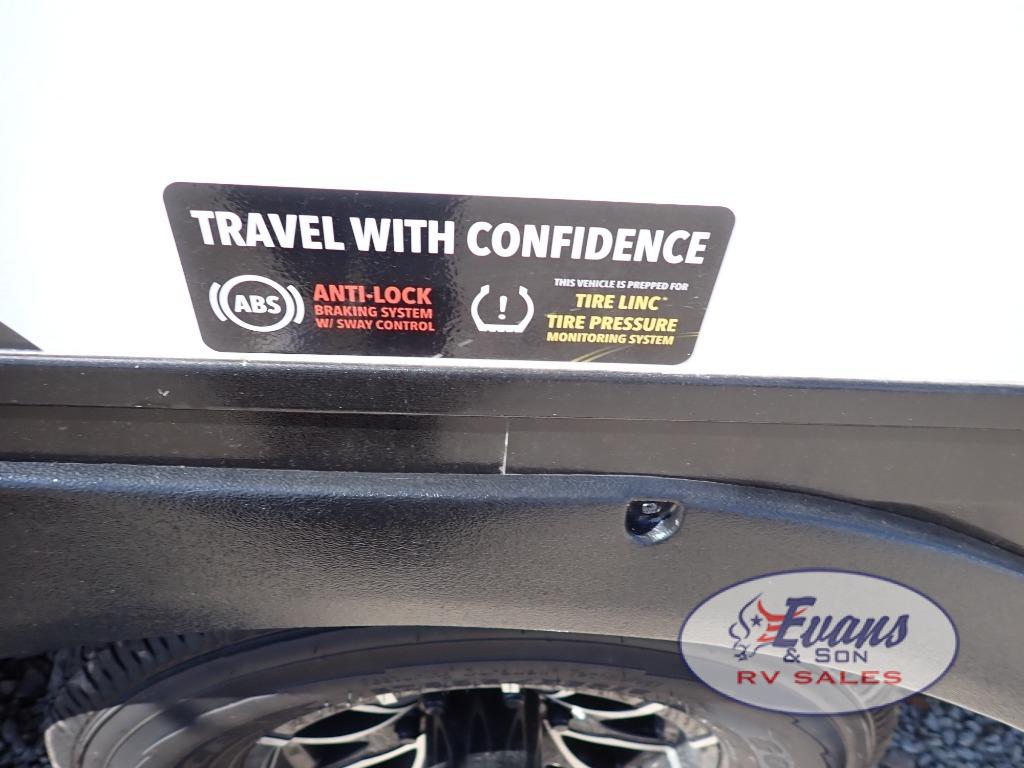 TRAVEL WITH CONFIDENCE
ABS
ANTI-LOCK
BRAKING SYSTEM
W/ SWAY CONTROL
!
THIS VEHICLE IS PREPPED FOR
TIRE LINC™
TIRE PRESSURE
MONITORING SYSTEM
Evans
& SON
RV SALES